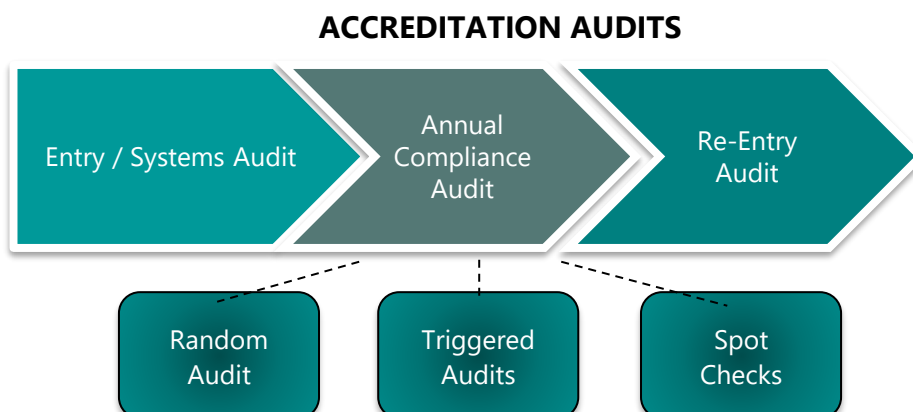 ACCREDITATION AUDITS
Entry / Systems Audit
Annual
Compliance
Audit
Re-Entry
Audit
Random
Audit
Triggered
Audits
Spot
Checks